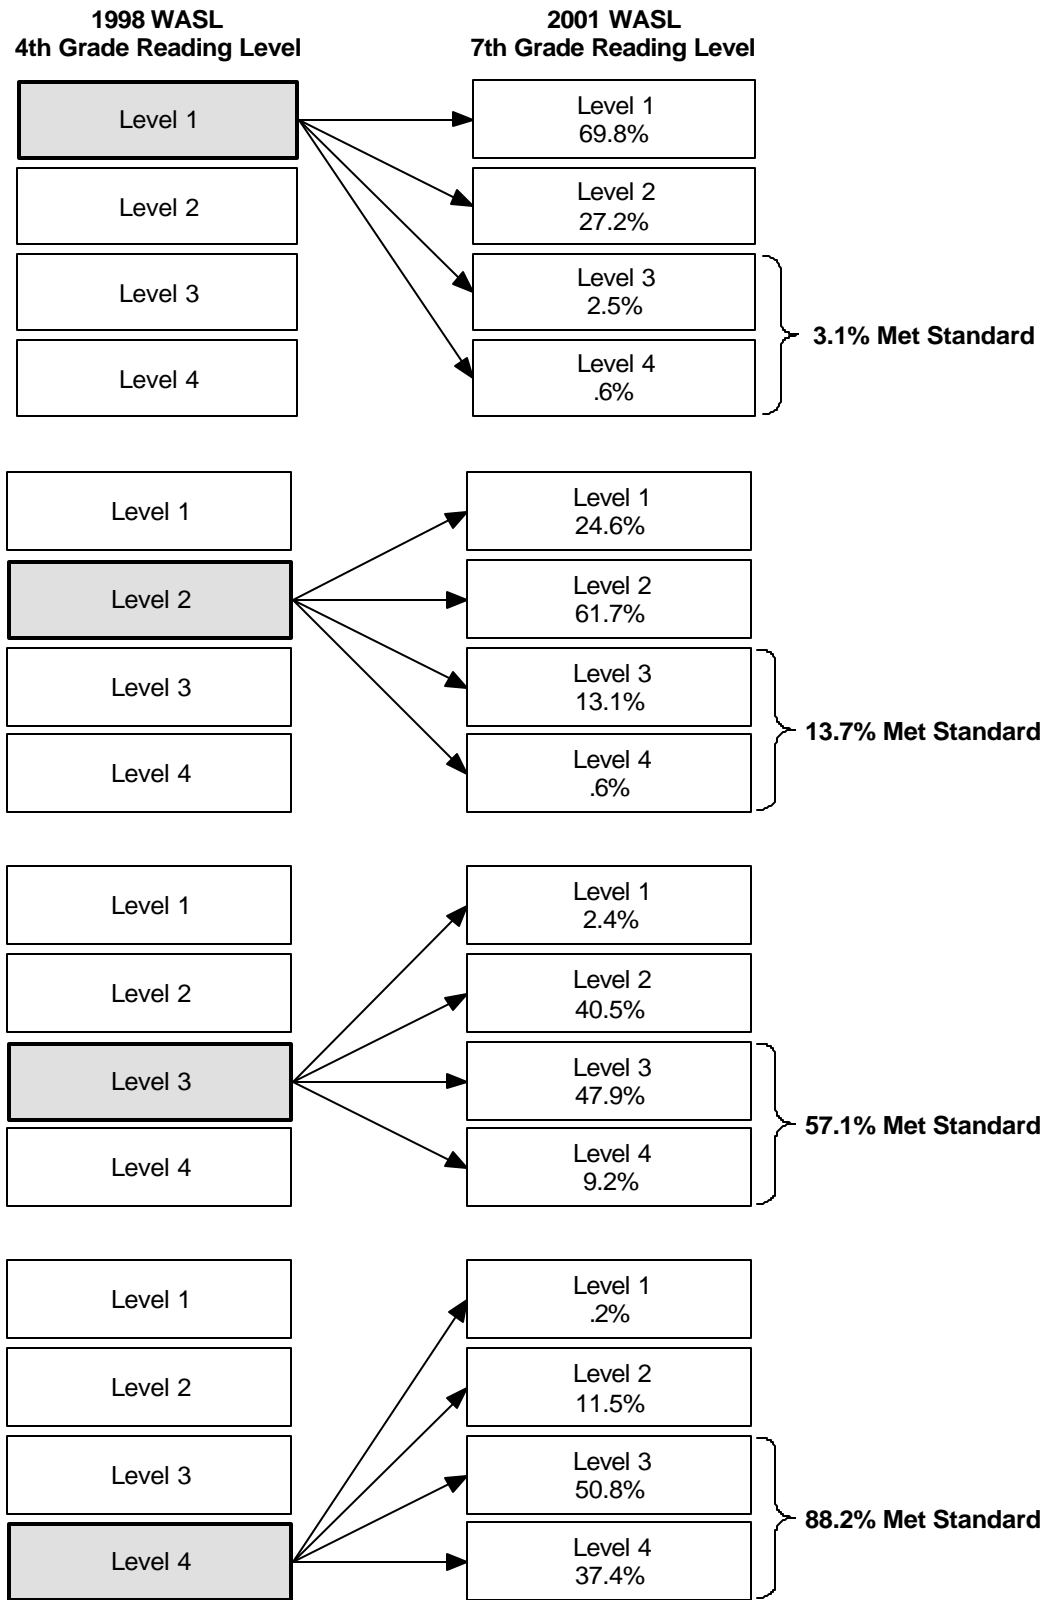 1998 WASL
4th Grade Reading Level
2001 WASL
7th Grade Reading Level
Level 1
Level 1
69.8%
Level 2
Level 2
27.2%
Level 3
Level 3
2.5%
3.1% Met Standard
Level 4
Level 4
.6%
Level 1
Level 1
24.6%
Level 2
Level 2
61.7%
Level 3
Level 3
13.1%
13.7% Met Standard
Level 4
Level 4
.6%
Level 1
Level 1
2.4%
Level 2
Level 2
40.5%
Level 3
Level 3
47.9%
57.1% Met Standard
Level 4
Level 4
9.2%
Level 1
Level 1
.2%
Level 2
Level 2
11.5%
Level 3
Level 3
50.8%
88.2% Met Standard
Level 4
Level 4
37.4%